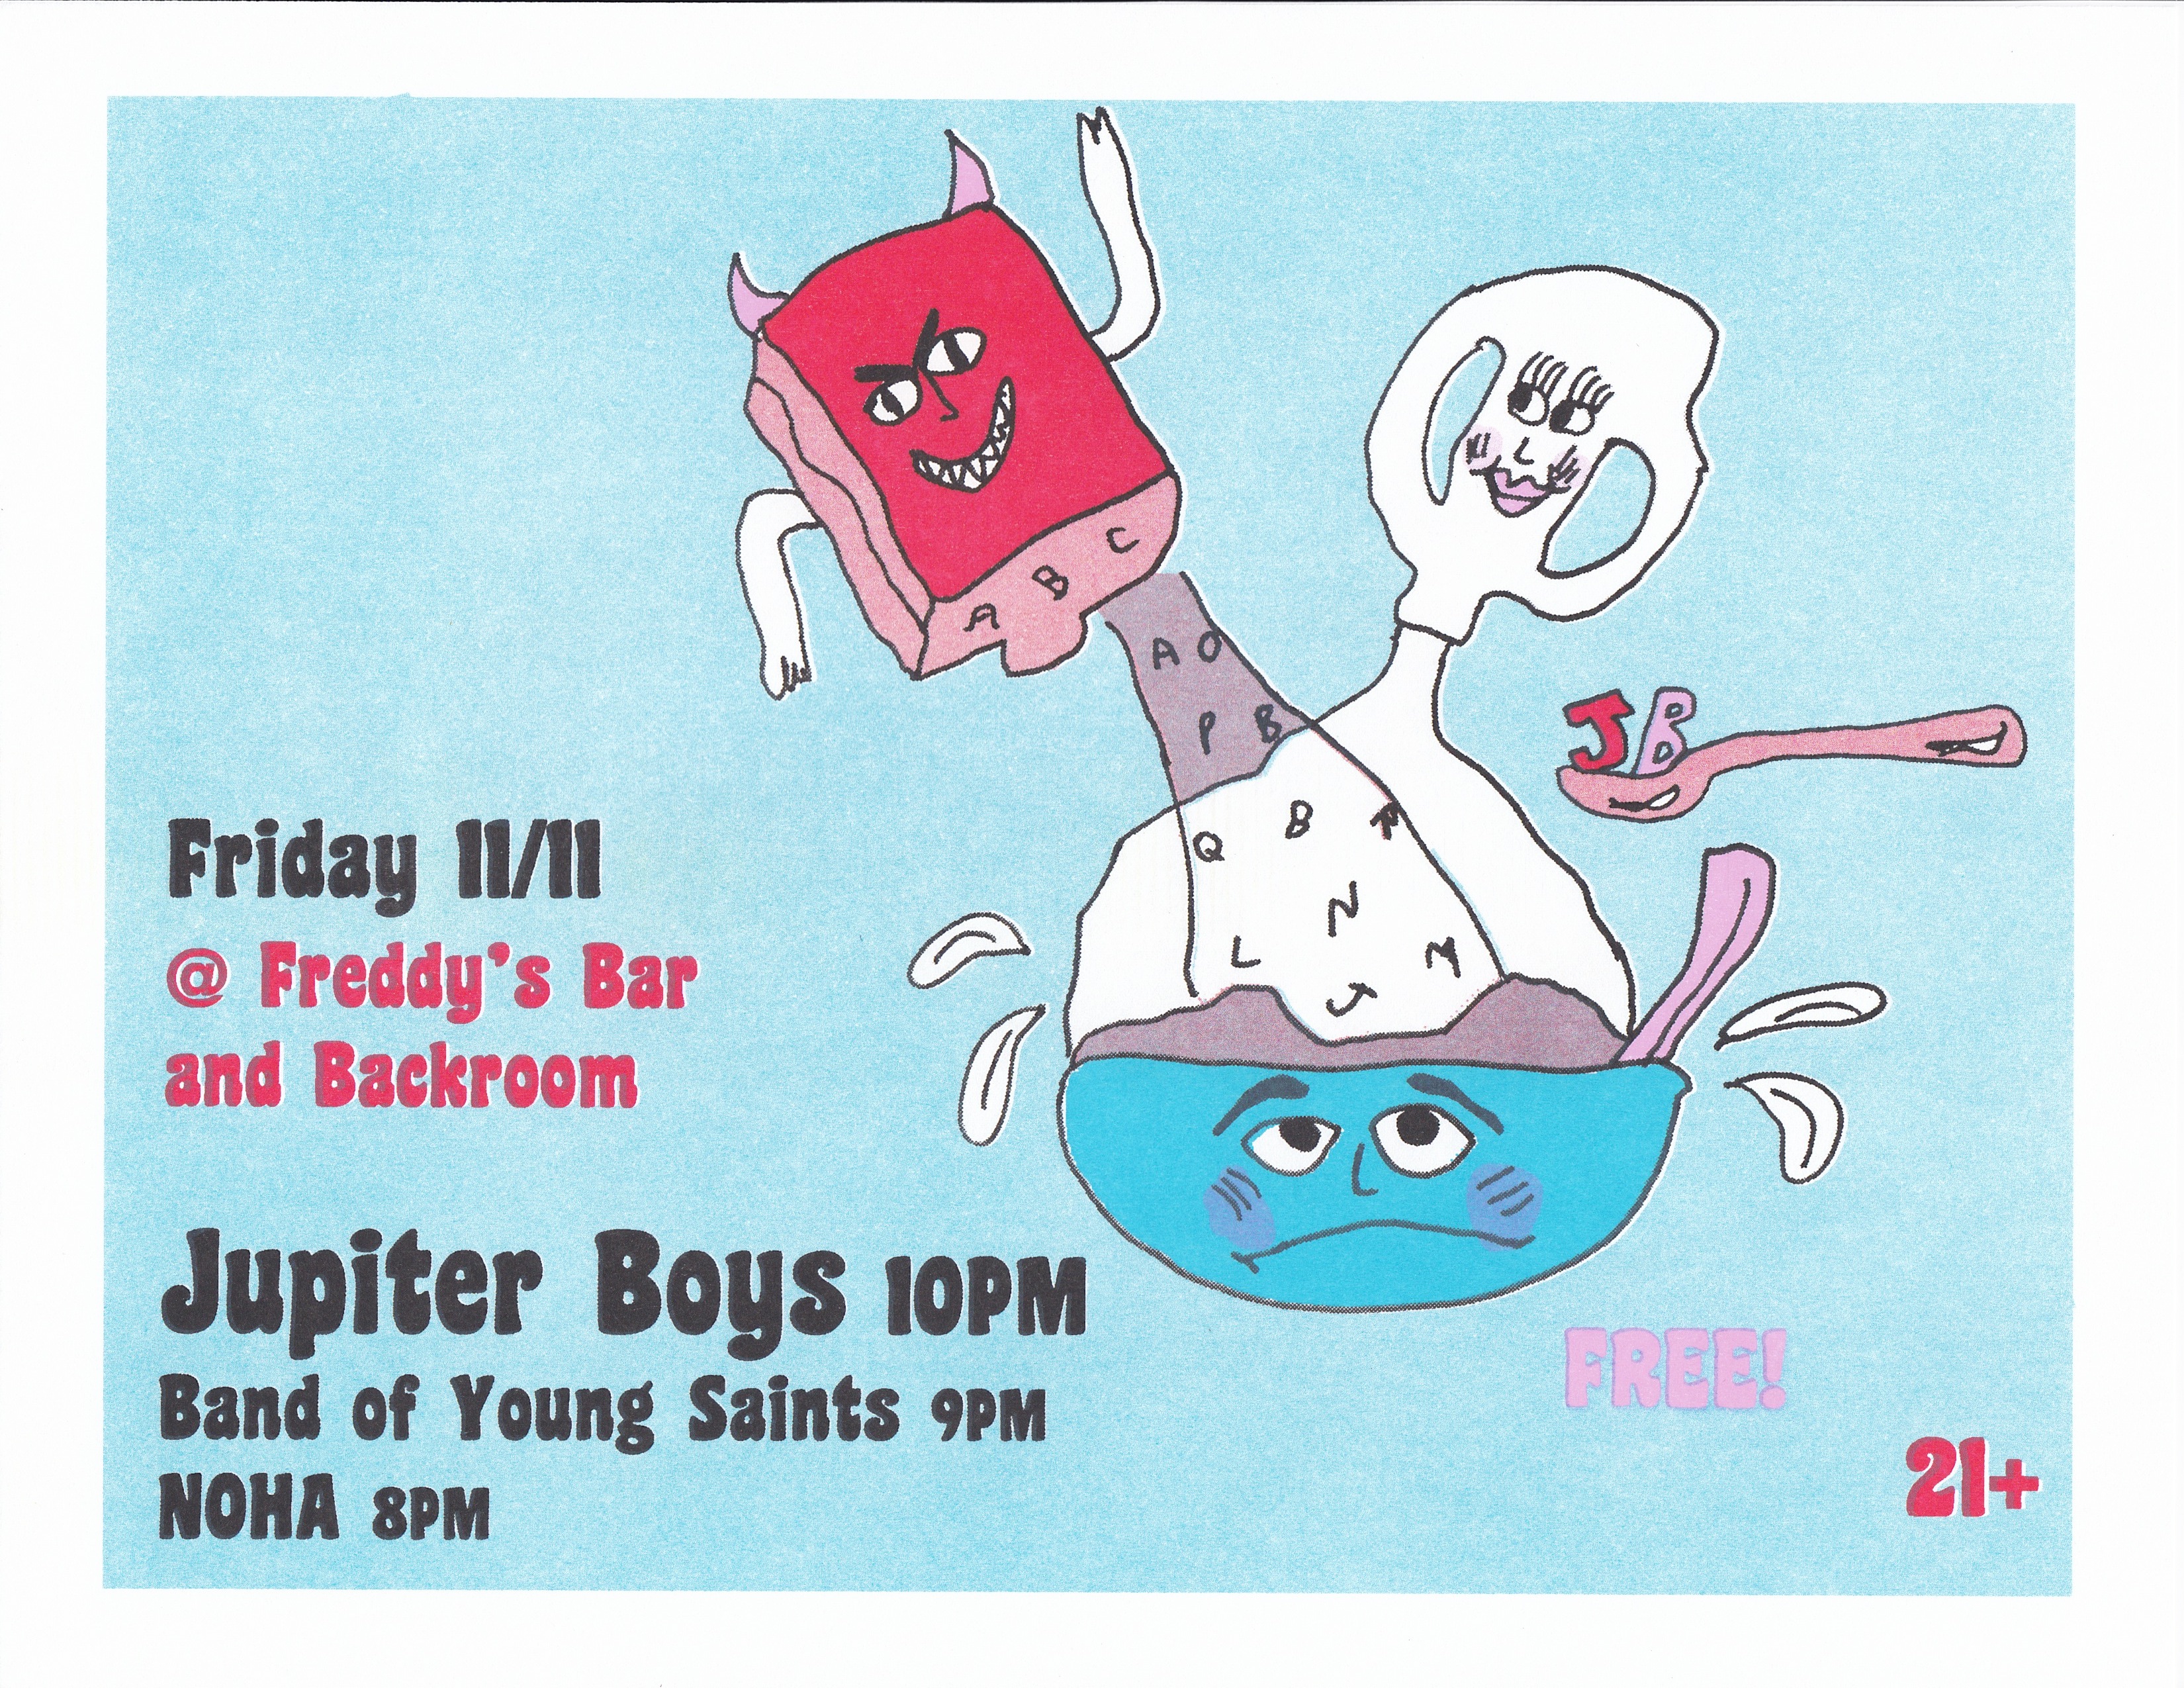 A B C
A O
P B
J B
Q B M
N
L M
J
Friday 11/11
@ Freddy's Bar
and Backroom
Jupiter Boys 10PM
Band of Young Saints 9PM
NOHA 8PM
FREE!
21+